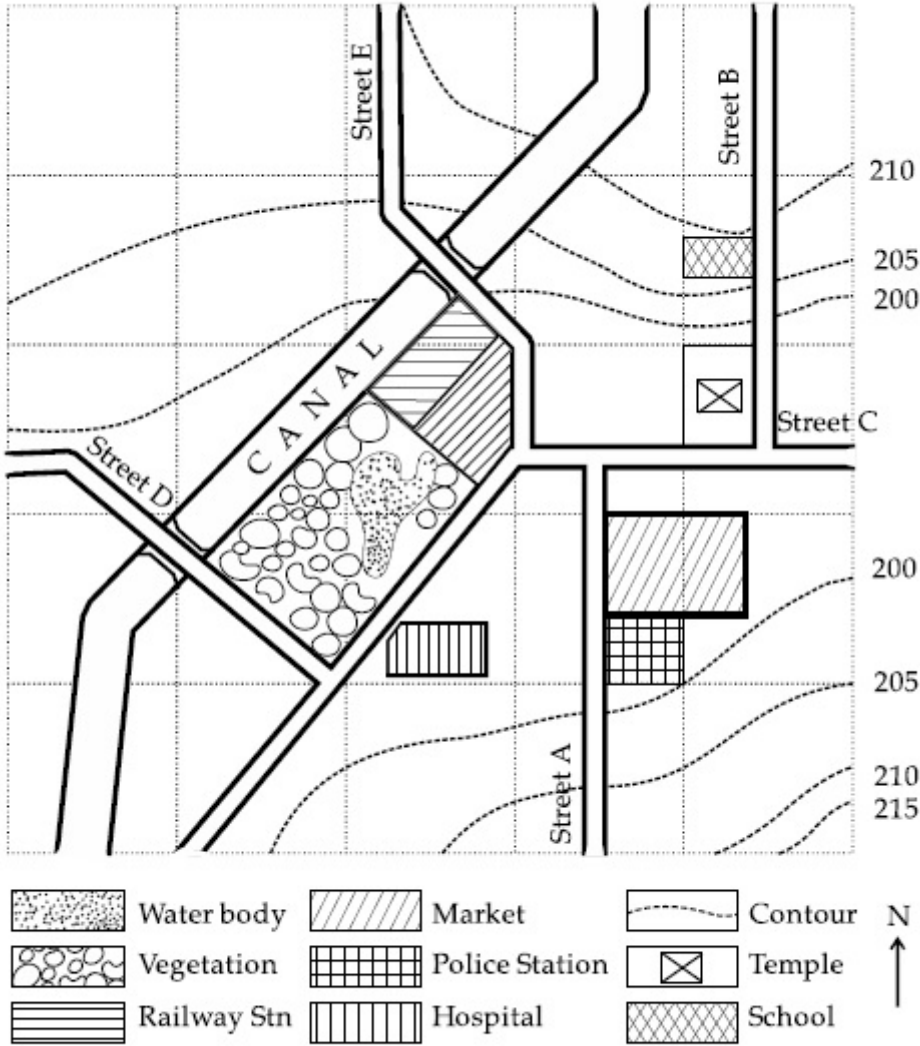 Street E
Street B
210
205
200
CANAL
Street C
Street D
200
205
210
215
Street A
Water body
Market
Contour
N
Vegetation
Police Station
Temple
Railway Stn
Hospital
School